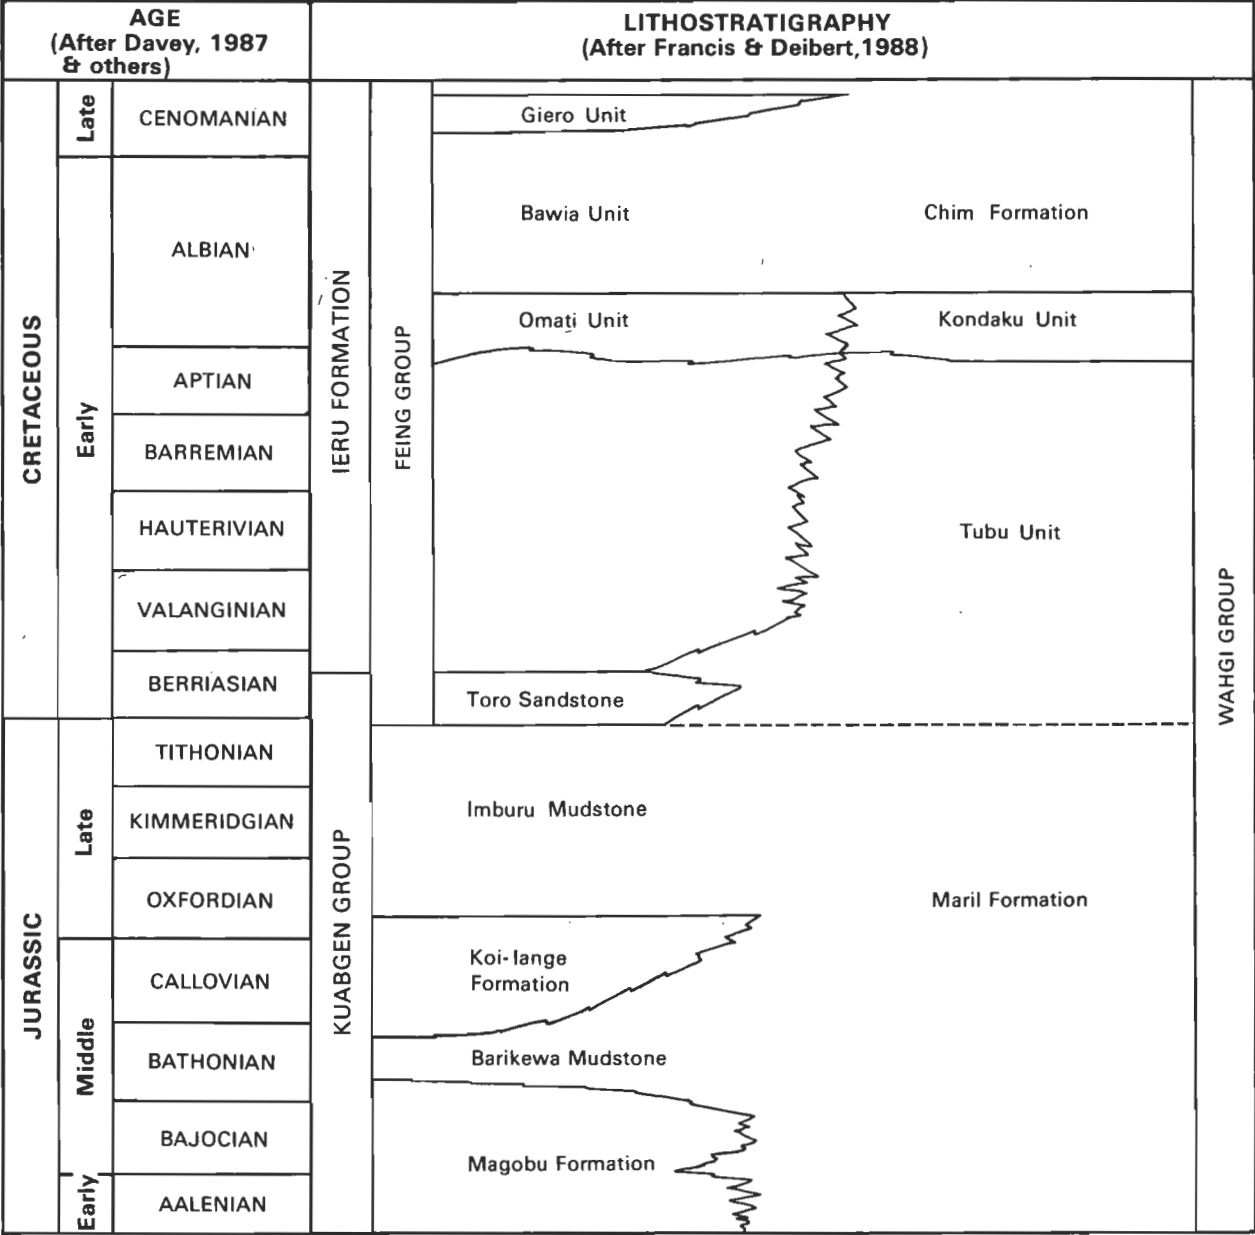 AGE
(After Davey, 1987
& others)
LITHOSTRATIGRAPHY
(After Francis & Deibert,1988)
CRETACEOUS
Late
CENOMANIAN
Early
ALBIAN
APTIAN
BARREMIAN
HAUTERIVIAN
VALANGINIAN
BERRIASIAN
JURASSIC
Late
TITHONIAN
KIMMERIDGIAN
OXFORDIAN
Middle
CALLOVIAN
BATHONIAN
BAJOCIAN
Early
AALENIAN
IERU FORMATION
KUABGEN GROUP
FEING GROUP
Giero Unit
Bawia Unit
Chim Formation
Omati Unit
Kondaku Unit
Tubu Unit
Toro Sandstone
Imburu Mudstone
Maril Formation
Koi-Iange
Formation
Barikewa Mudstone
Magobu Formation
WAHGI GROUP